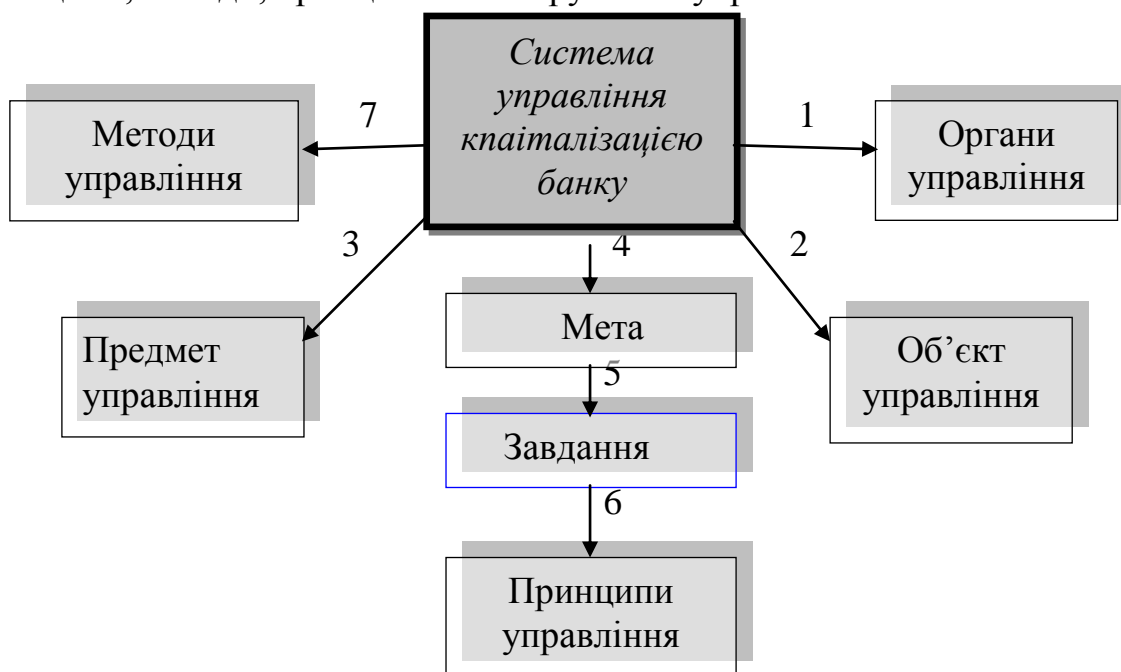 Система
управління
кпаіталізацією
банку
7
1
Методи
управління
Органи
управління
3
4
2
Предмет
управління
Мета
Об’єкт
управління
5
Завдання
6
Принципи
управління